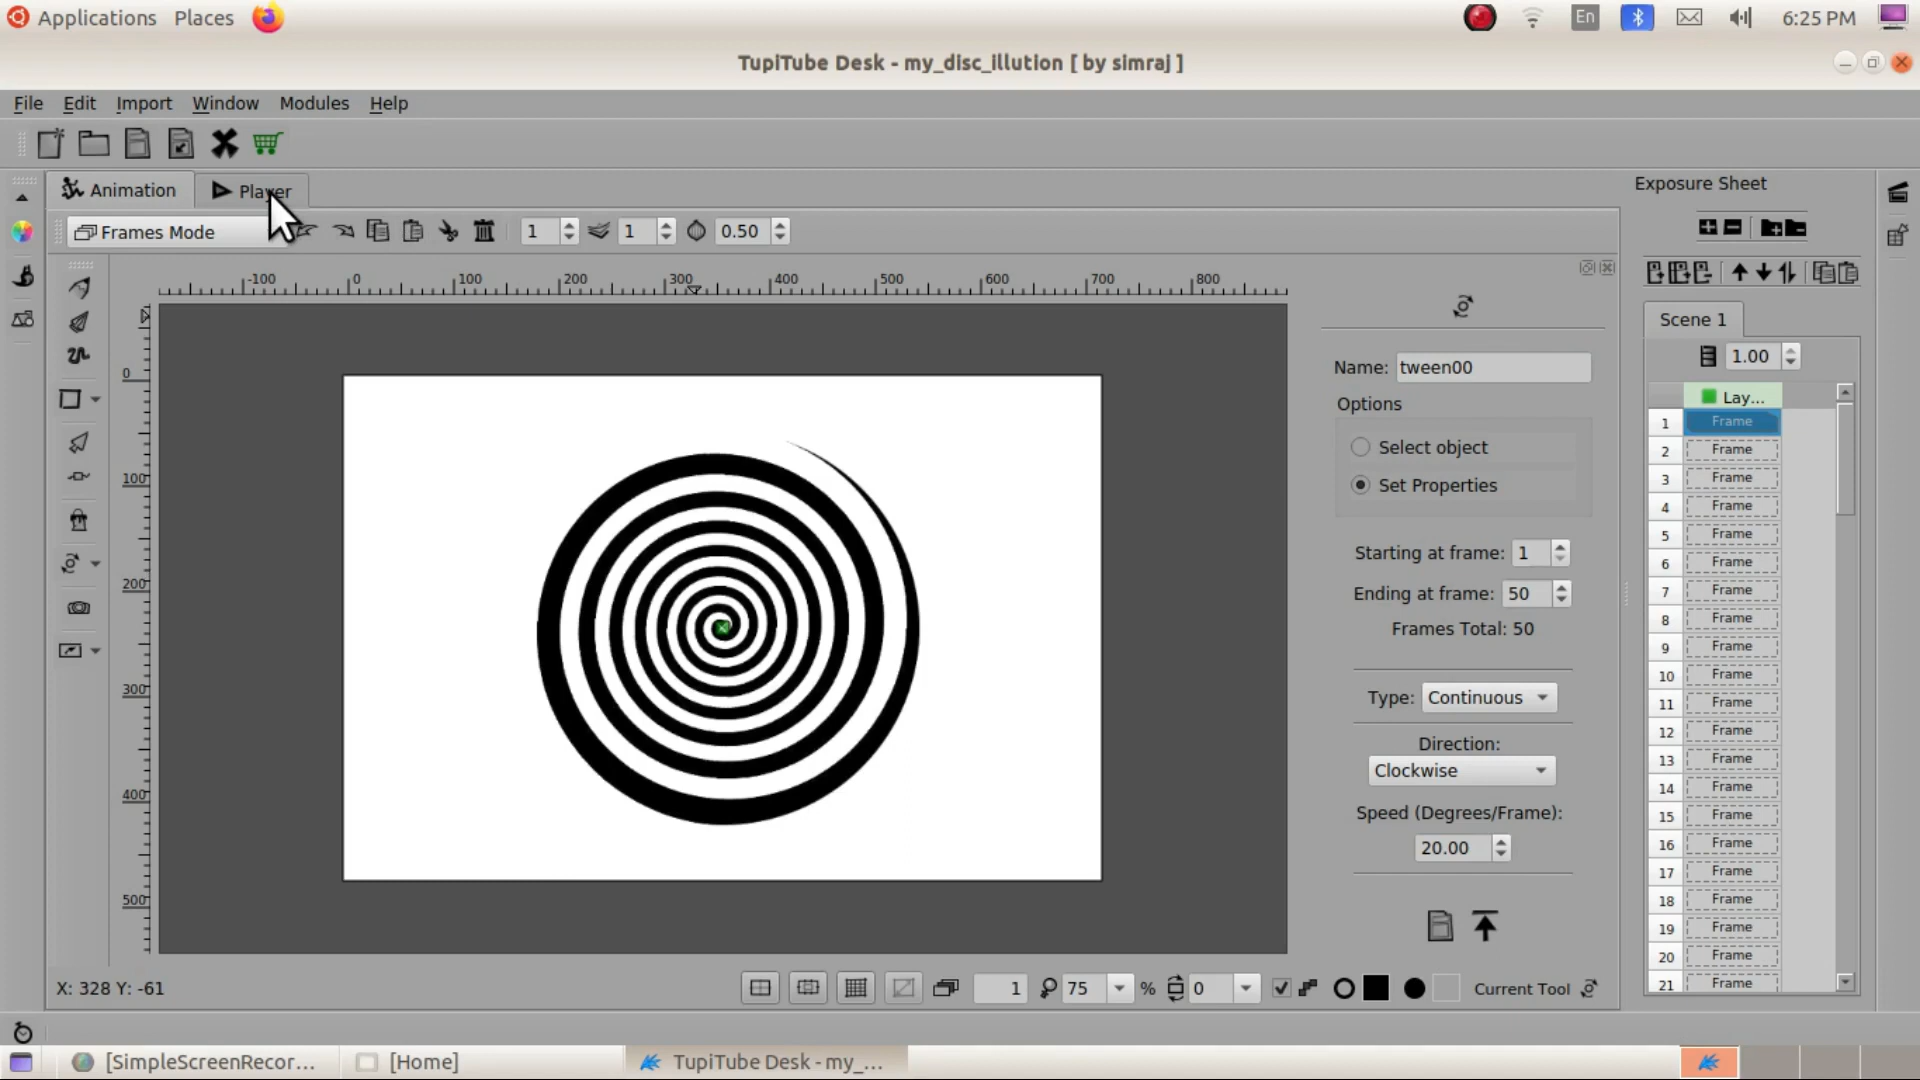 Applications Places
En
6:25 PM
TupiTube Desk - my_disc_illution [ by simraj ]
File Edit Import Window Modules Help
Animation
Player
Exposure Sheet
Frames Mode
1
1
0.50
-100 0 100 200 300 400 500 600 700 800
0
100
200
300
400
500
Name: tween00
Options
Select object
Set Properties
Starting at frame: 1
Ending at frame: 50
Frames Total: 50
Type: Continuous
Direction:
Clockwise
Speed (Degrees/Frame):
20.00
Scene 1
1.00
Lay...
1 Frame
2 Frame
3 Frame
4 Frame
5 Frame
6 Frame
7 Frame
8 Frame
9 Frame
10 Frame
11 Frame
12 Frame
13 Frame
14 Frame
15 Frame
16 Frame
17 Frame
18 Frame
19 Frame
20 Frame
21 Frame
X: 328 Y: -61
1
75 %
0
Current Tool
[SimpleScreenRecor...
[Home]
TupiTube Desk - my_...